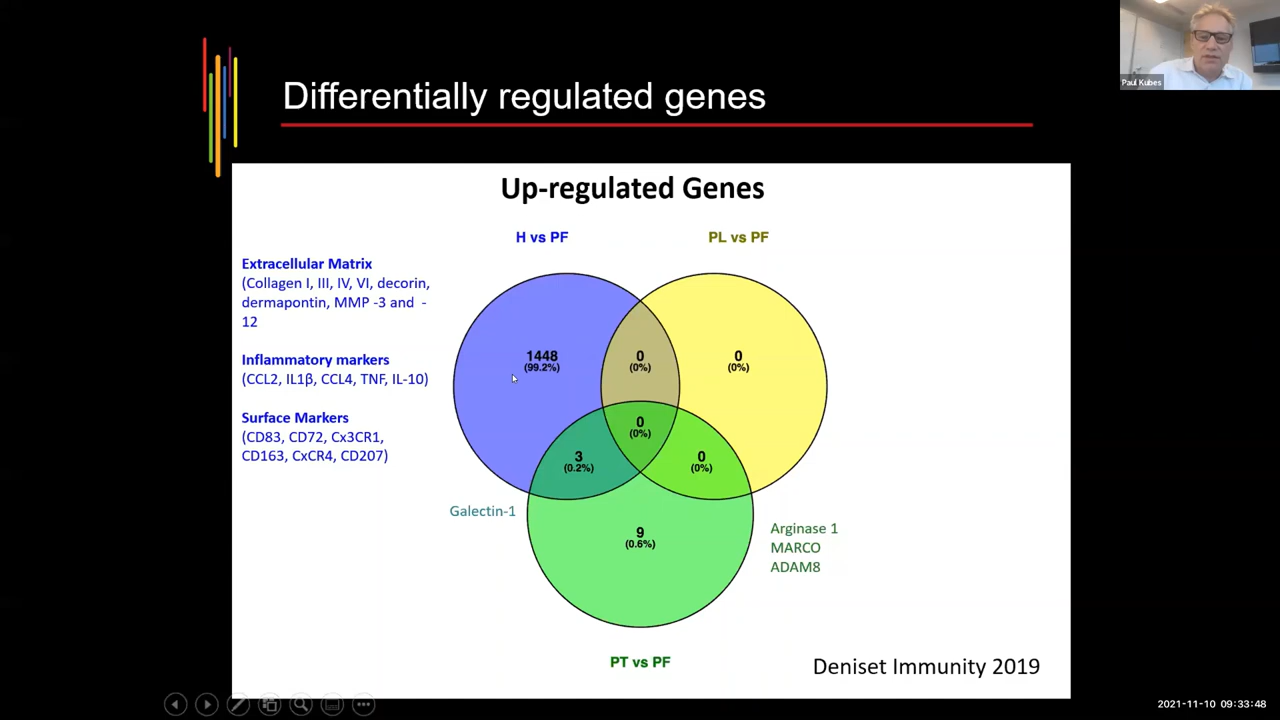 Paul Kubes
Differentially regulated genes
Up-regulated Genes
H vs PF
PL vs PF
Extracellular Matrix
(Collagen I, III, IV, VI, decorin,
dermapontin, MMP -3 and -
12
Inflammatory markers
(CCL2, IL1β, CCL4, TNF, IL-10)
Surface Markers
(CD83, CD72, Cx3CR1,
CD163, CxCR4, CD207)
1448
(99.2%)
0
(0%)
0
(0%)
0
(0%)
3
(0.2%)
0
(0%)
Galectin-1
9
(0.6%)
Arginase 1
MARCO
ADAM8
PT vs PF
Deniset Immunity 2019
2021-11-10 09:33:48